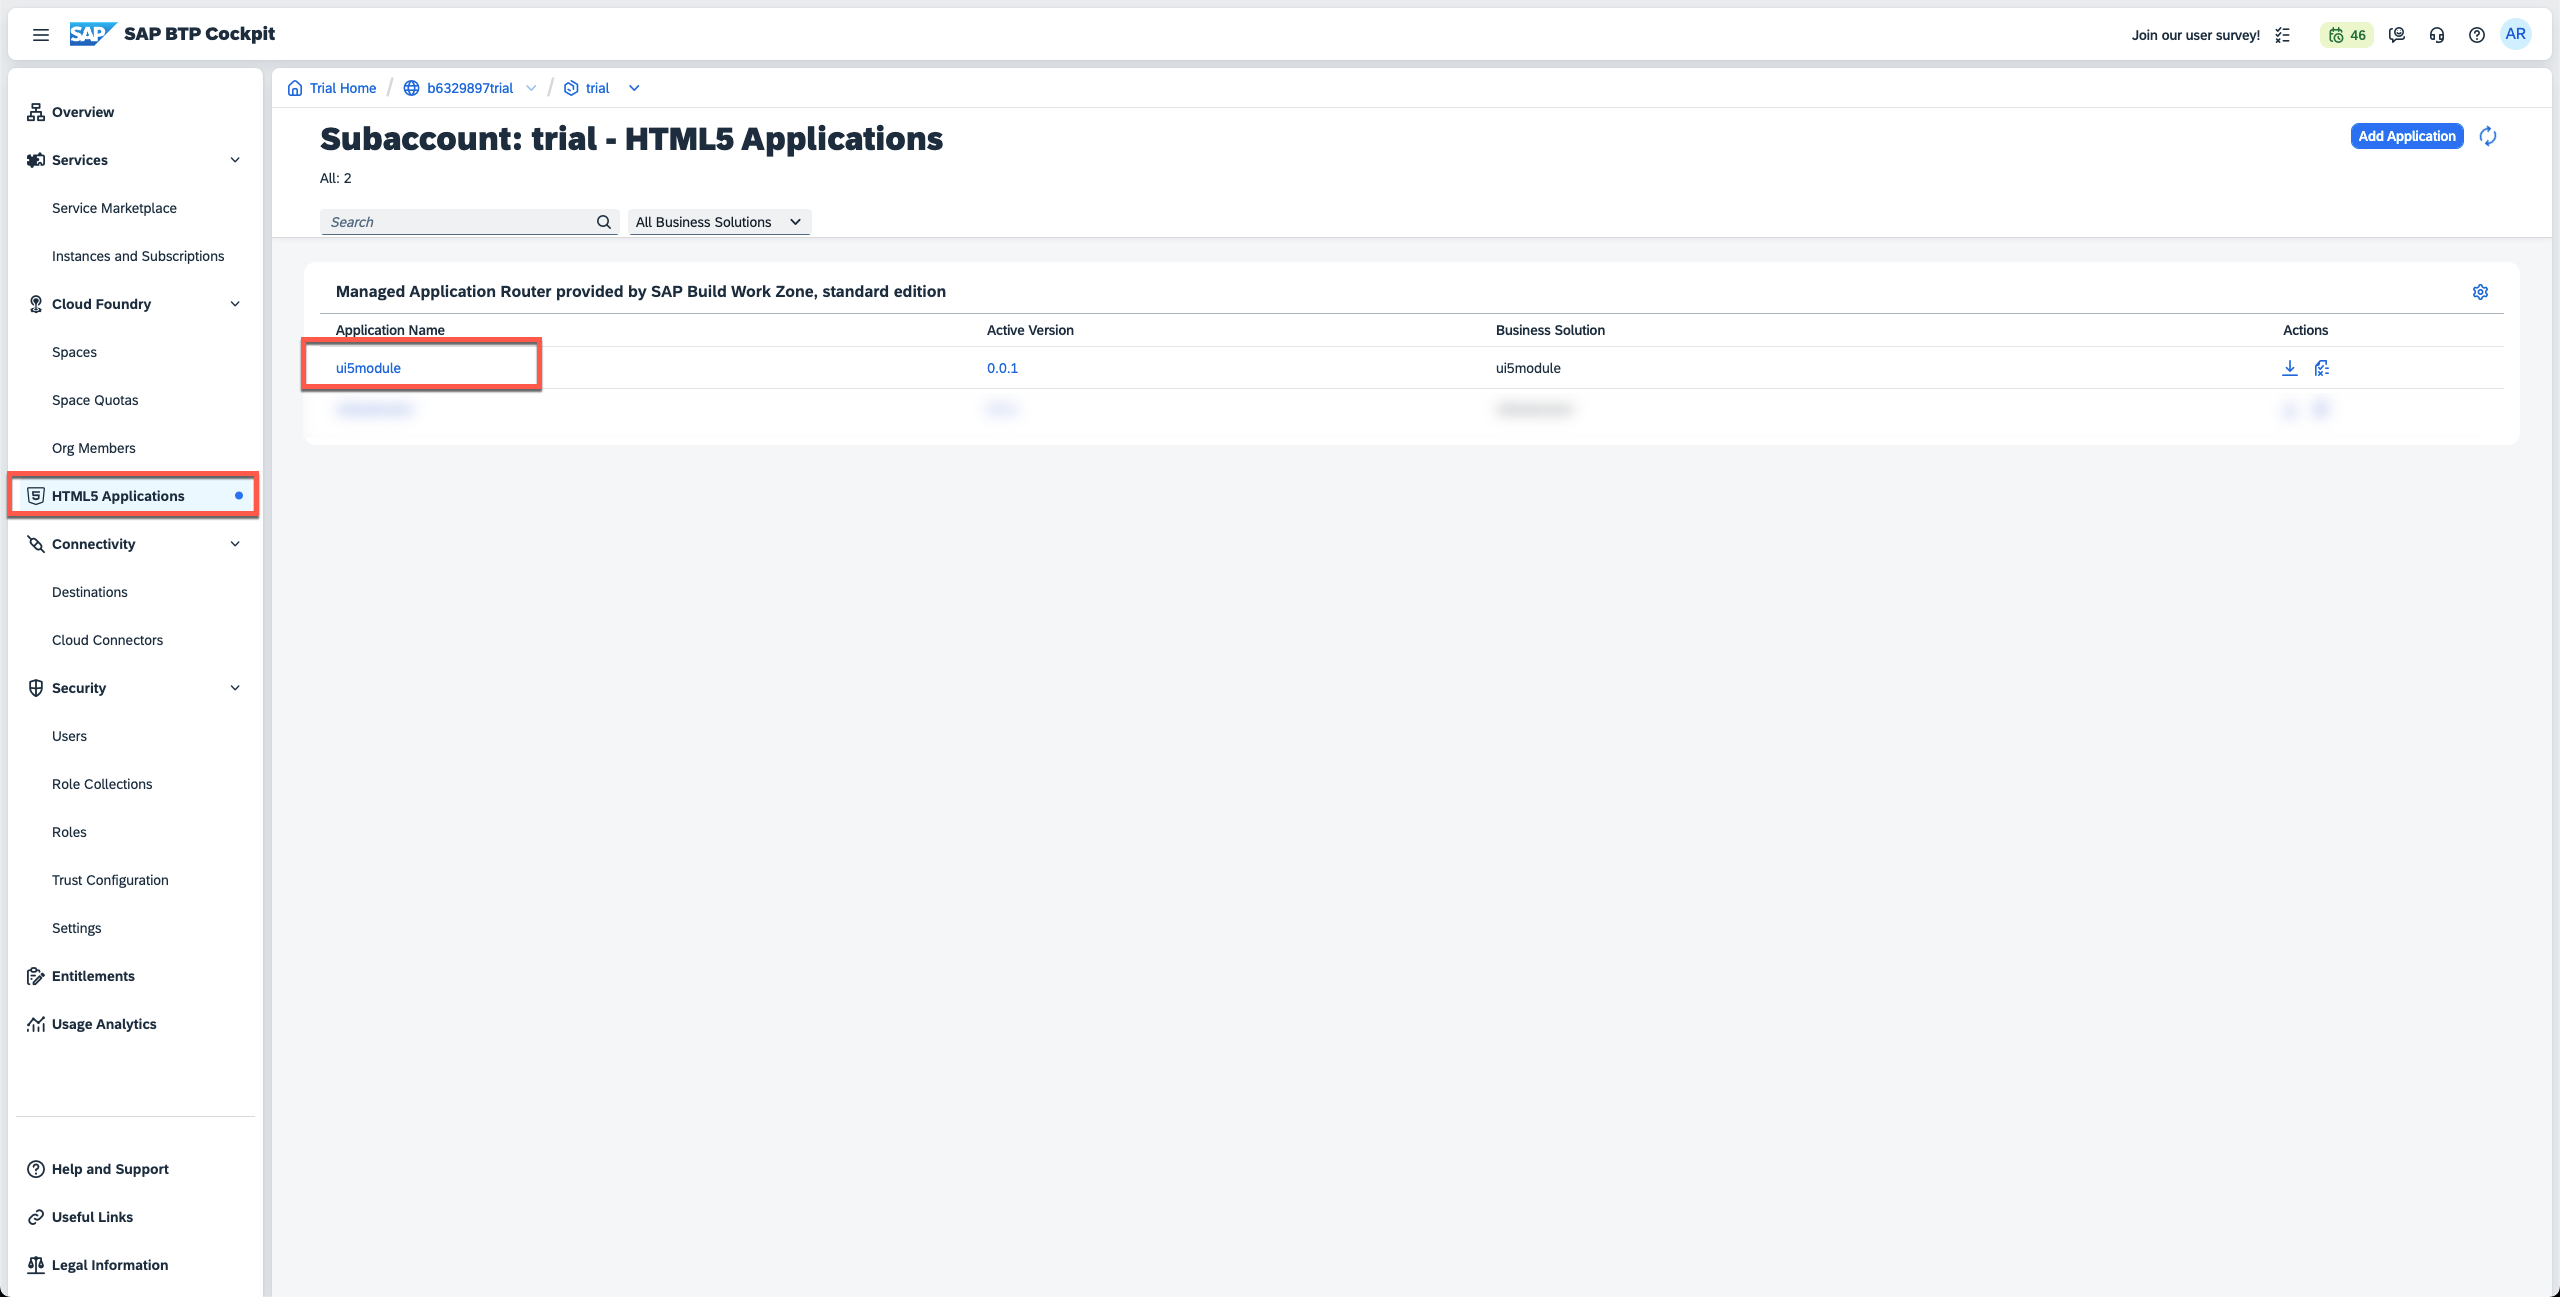 SAP SAP BTP Cockpit
Join our user survey!
46
AR
Trial Home / b6329897trial / trial
Overview
Services
Service Marketplace
Instances and Subscriptions
Cloud Foundry
Spaces
Space Quotas
Org Members
HTML5 Applications
Connectivity
Destinations
Cloud Connectors
Security
Users
Role Collections
Roles
Trust Configuration
Settings
Entitlements
Usage Analytics
Help and Support
Useful Links
Legal Information
Subaccount: trial - HTML5 Applications
Add Application
All: 2
Search
All Business Solutions
Managed Application Router provided by SAP Build Work Zone, standard edition
Application Name Active Version Business Solution Actions
ui5module 0.0.1 ui5module